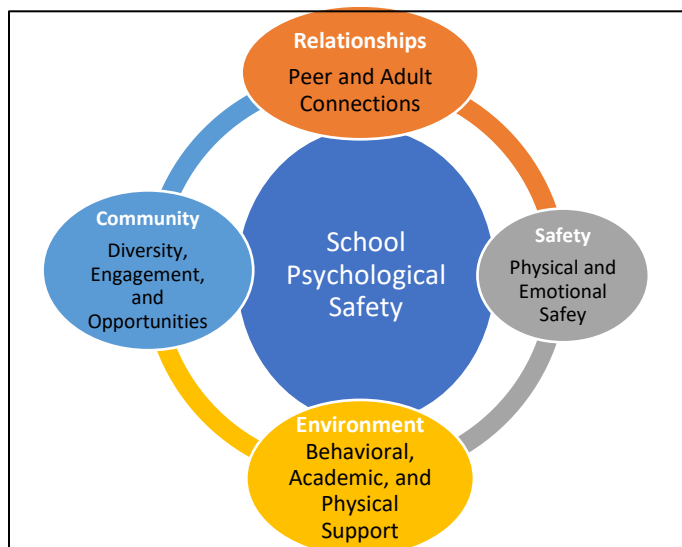 Relationships
Peer and Adult
Connections
Community
Diversity,
Engagement,
and
Opportunities
School
Psychological
Safety
Safety
Physical and
Emotional
Safey
Environment
Behavioral,
Academic, and
Physical
Support